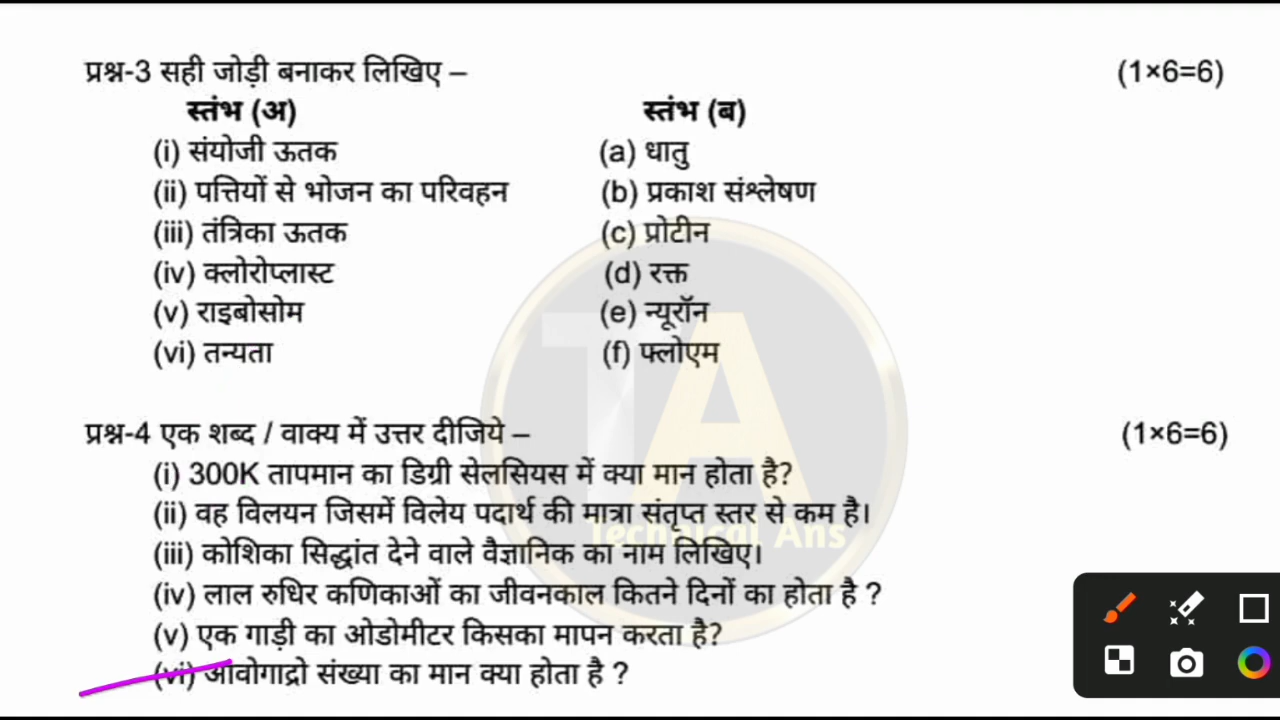 प्रश्न-3 सही जोड़ी बनाकर लिखिए – (1×6=6)
स्तंभ (अ) स्तंभ (ब)
(i) संयोजी ऊतक (a) धातु
(ii) पत्तियों से भोजन का परिवहन (b) प्रकाश संश्लेषण
(iii) तंत्रिका ऊतक (c) प्रोटीन
(iv) क्लोरोप्लास्ट (d) रक्त
(v) राइबोसोम (e) न्यूरॉन
(vi) तन्यता (f) फ्लोएम
प्रश्न-4 एक शब्द / वाक्य में उत्तर दीजिये – (1×6=6)
(i) 300K तापमान का डिग्री सेलसियस में क्या मान होता है?
(ii) वह विलयन जिसमें विलेय पदार्थ की मात्रा संतृप्त स्तर से कम है।
Technical Ans
(iii) कोशिका सिद्धांत देने वाले वैज्ञानिक का नाम लिखिए।
(iv) लाल रुधिर कणिकाओं का जीवनकाल कितने दिनों का होता है ?
(v) एक गाड़ी का ओडोमीटर किसका मापन करता है?
(vi) आवोगाद्रो संख्या का मान क्या होता है ?